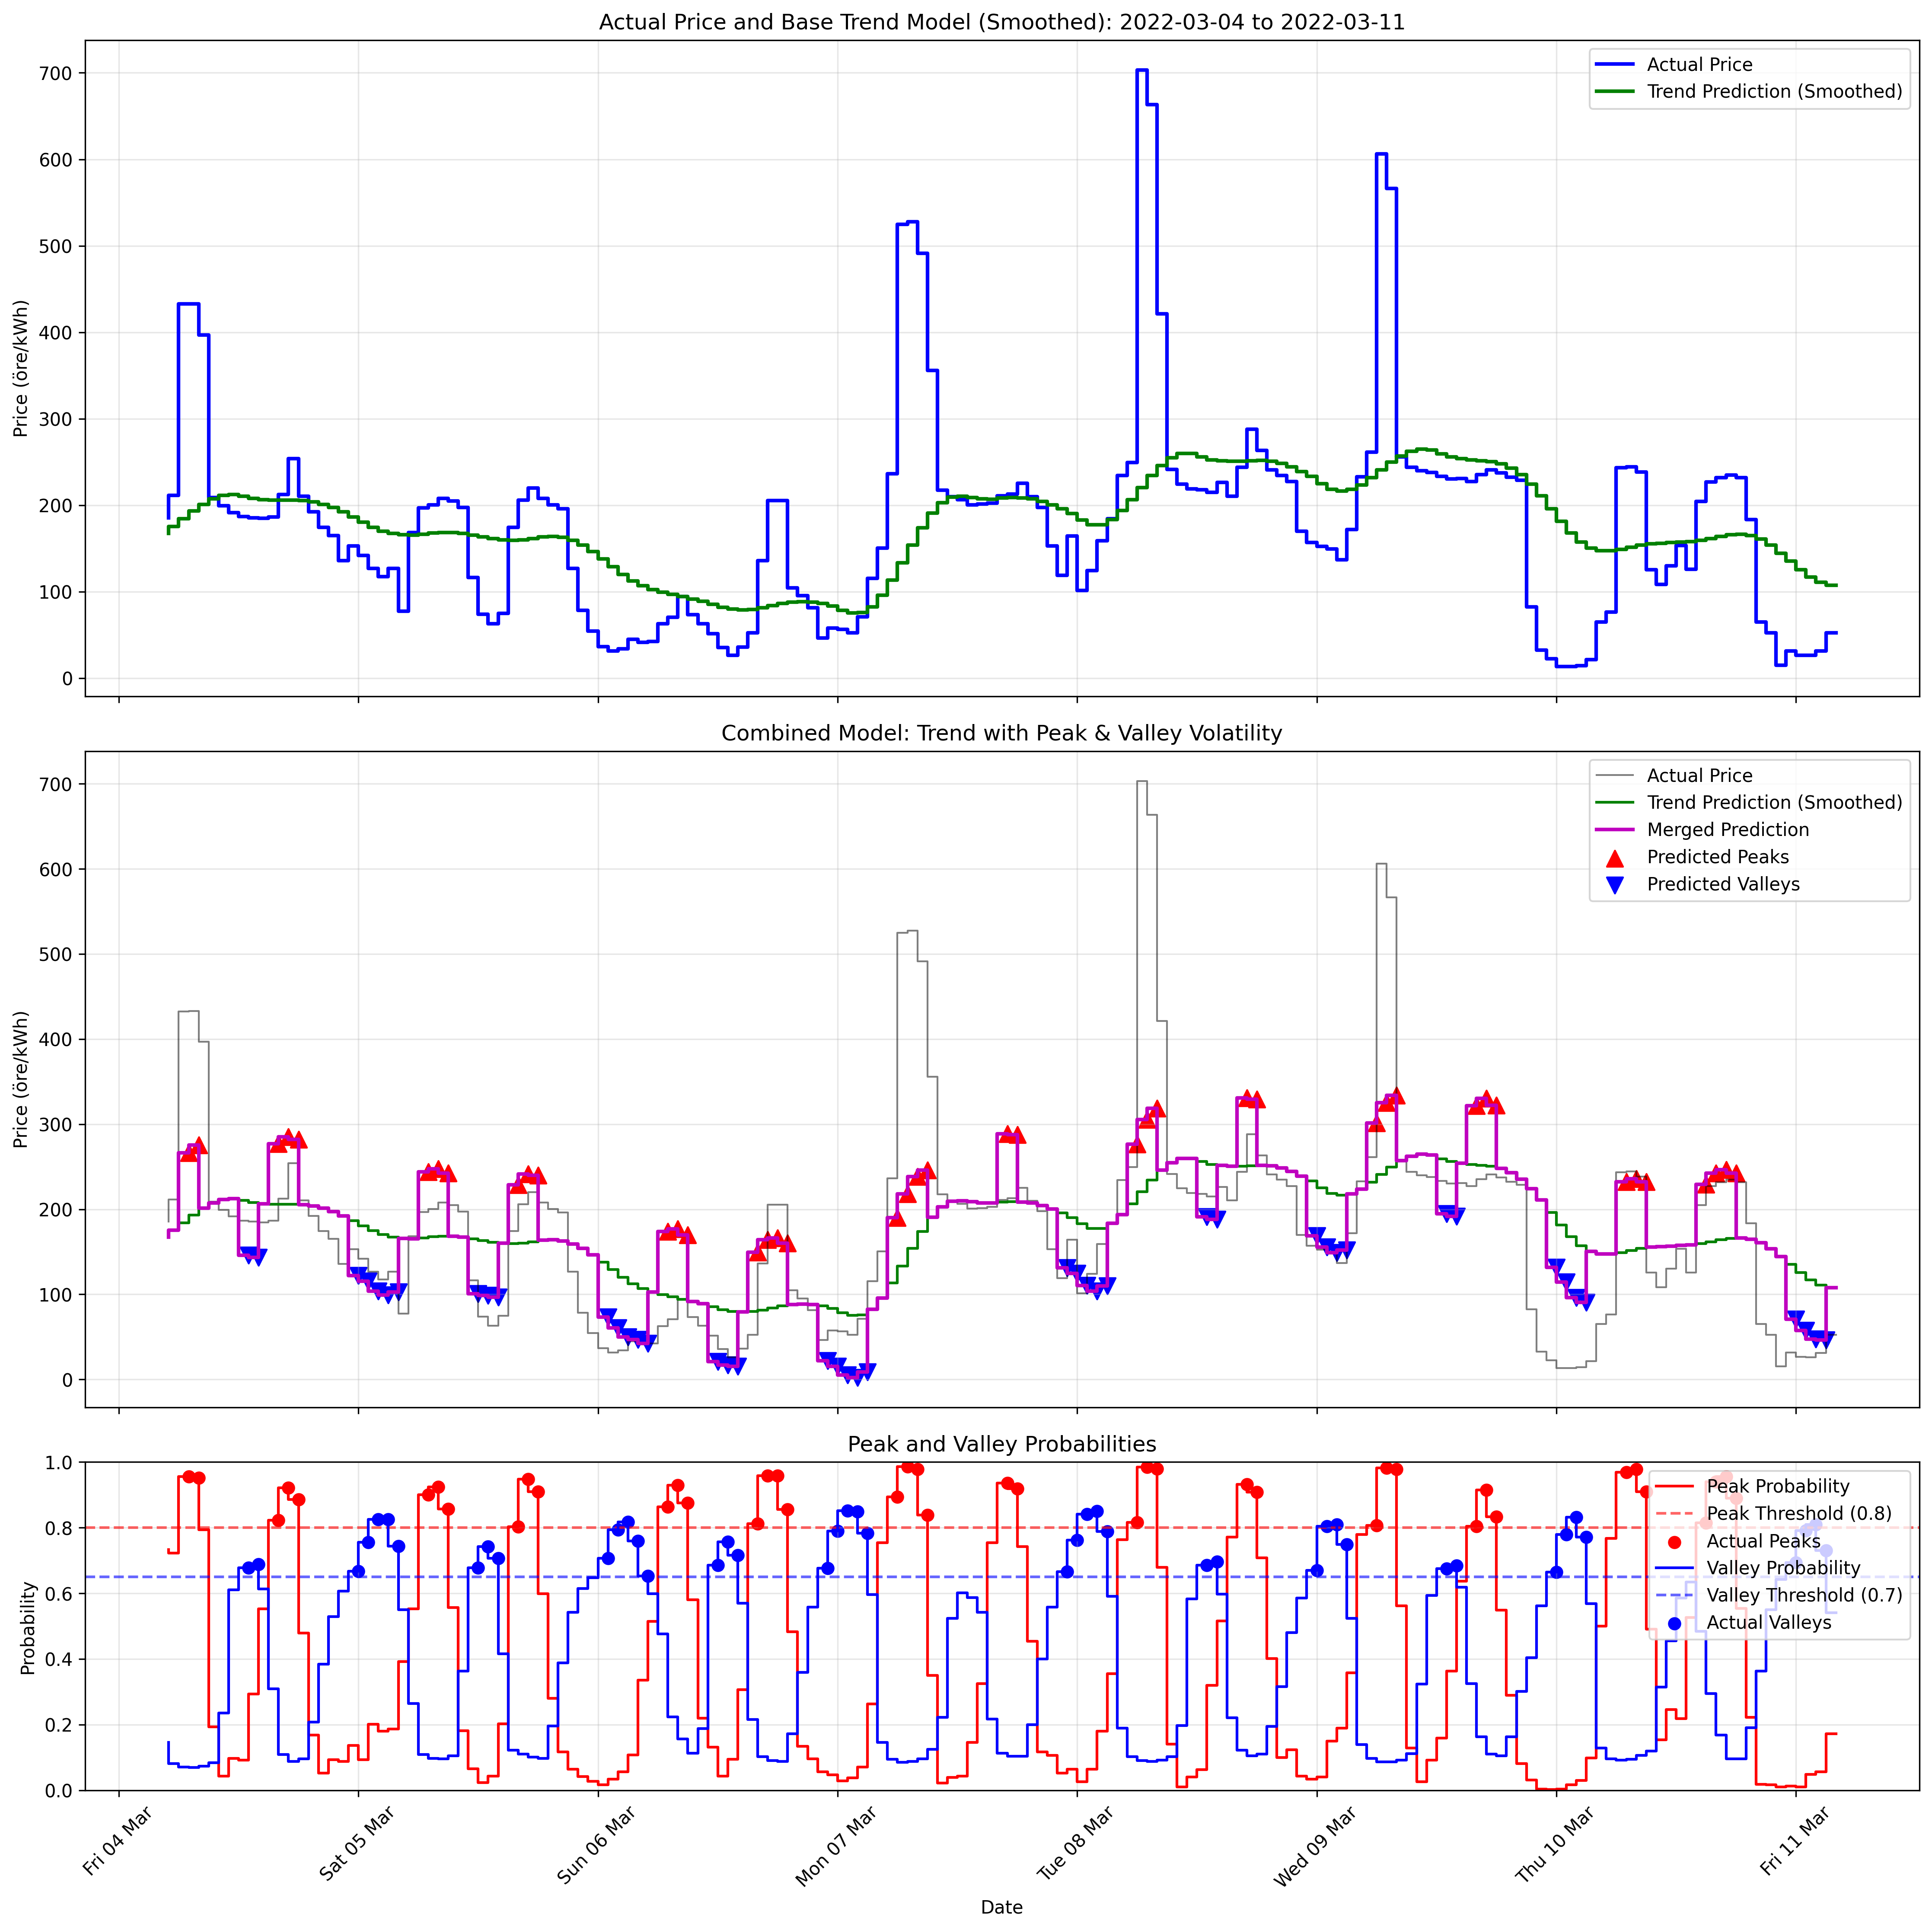 Actual Price and Base Trend Model (Smoothed): 2022-03-04 to 2022-03-11
Price (öre/kWh)
700
600
500
400
300
200
100
0
Actual Price
Trend Prediction (Smoothed)
Combined Model: Trend with Peak & Valley Volatility
Price (öre/kWh)
700
600
500
400
300
200
100
0
Actual Price
Trend Prediction (Smoothed)
Merged Prediction
Predicted Peaks
Predicted Valleys
Peak and Valley Probabilities
Probability
1.0
0.8
0.6
0.4
0.2
0.0
Peak Probability
Peak Threshold (0.8)
Actual Peaks
Valley Probability
Valley Threshold (0.7)
Actual Valleys
Fri 04 Mar
Sat 05 Mar
Sun 06 Mar
Mon 07 Mar
Tue 08 Mar
Wed 09 Mar
Thu 10 Mar
Fri 11 Mar
Date